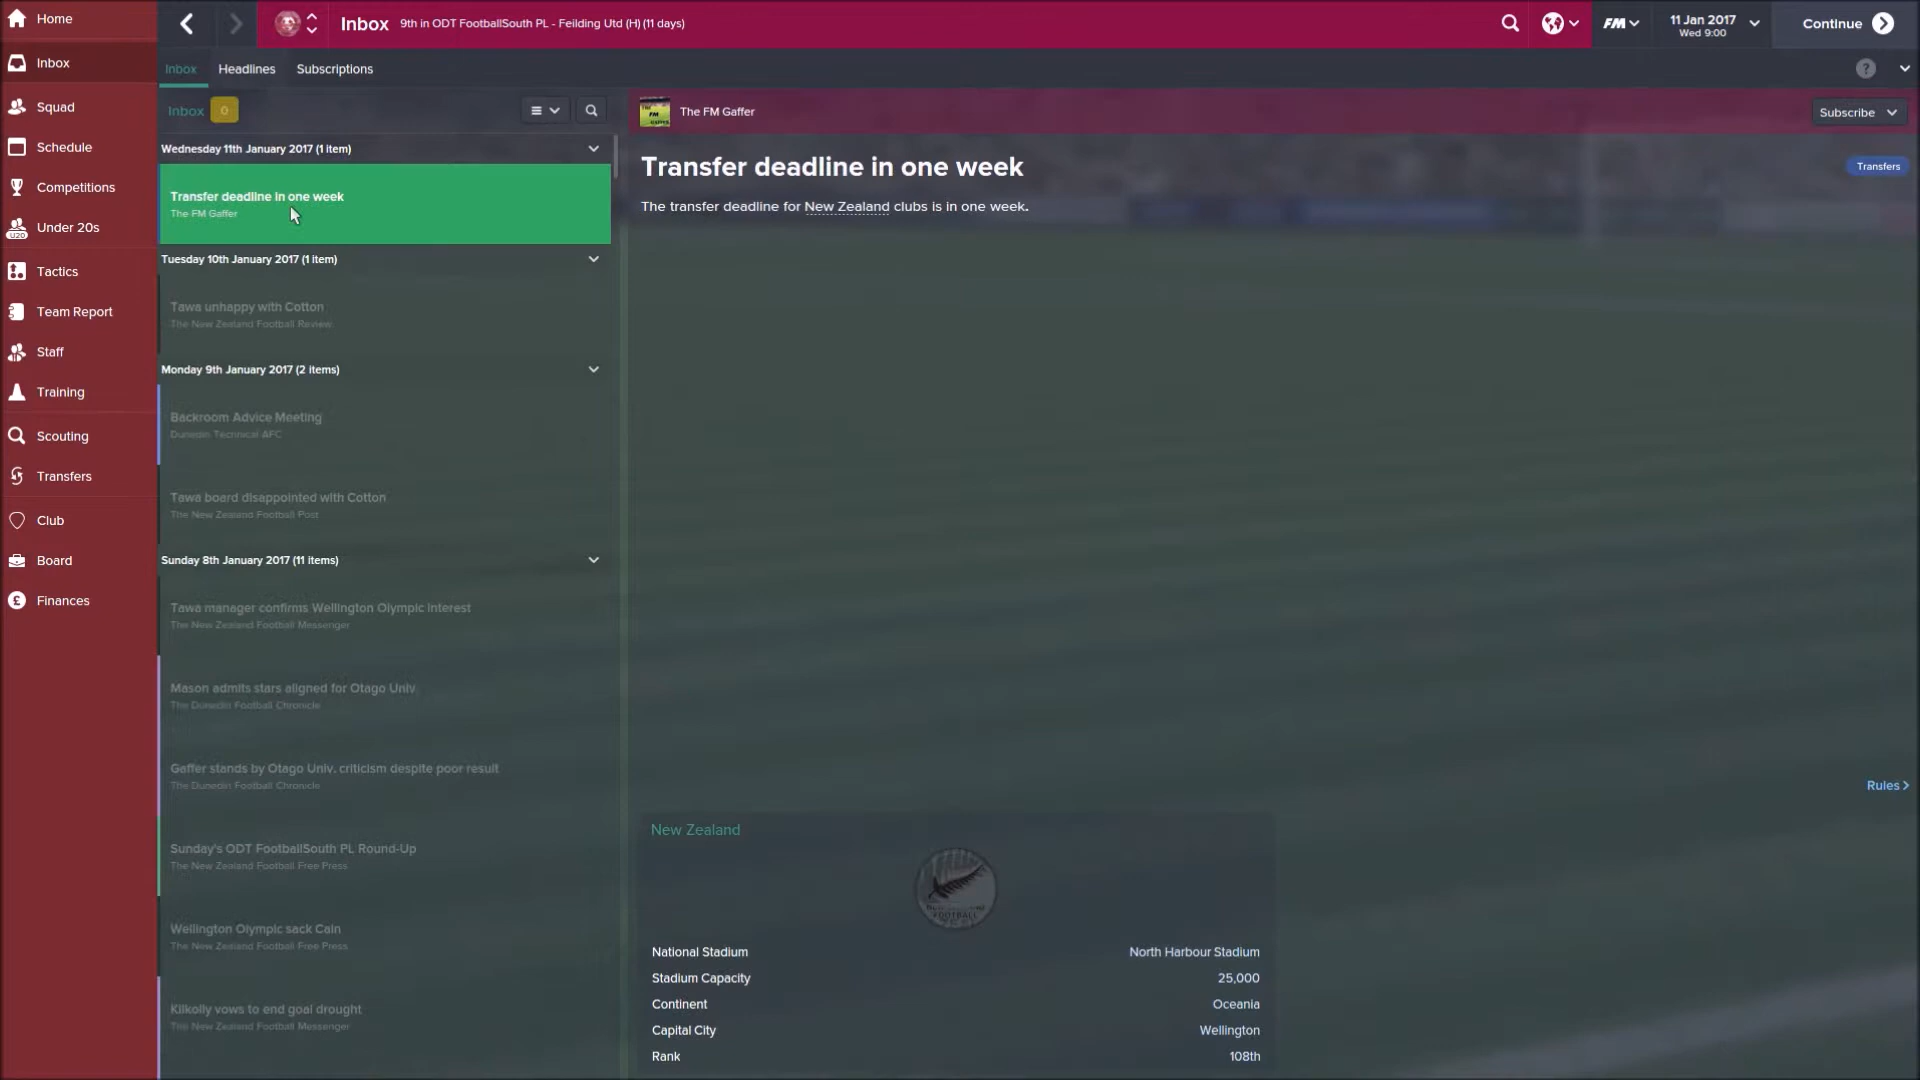 Home
Inbox
Squad
Schedule
Competitions
Under 20s
Tactics
Team Report
Staff
Training
Scouting
Transfers
Club
Board
Finances
Inbox 9th in ODT FootballSouth PL - Feilding Utd (H) (11 days)
FM
11 Jan 2017
Wed 9:00
Continue
Inbox Headlines Subscriptions
?
Inbox 0
Wednesday 11th January 2017 (1 item)
Transfer deadline in one week
The FM Gaffer
Tuesday 10th January 2017 (1 item)
Tawa unhappy with Cotton
The New Zealand Football Review
Monday 9th January 2017 (2 items)
Backroom Advice Meeting
Dunedin Technical AFC
Tawa board disappointed with Cotton
The New Zealand Football Post
Sunday 8th January 2017 (11 items)
Tawa manager confirms Wellington Olympic interest
The New Zealand Football Messenger
Mason admits stars aligned for Otago Univ.
The Dunedin Football Chronicle
Gaffer stands by Otago Univ. criticism despite poor result
The Dunedin Football Chronicle
Sunday's ODT FootballSouth PL Round-Up
The New Zealand Football Free Press
Wellington Olympic sack Cain
The New Zealand Football Free Press
Kilkolly vows to end goal drought
The New Zealand Football Messenger
The FM Gaffer
Subscribe
Transfer deadline in one week
Transfers
The transfer deadline for New Zealand clubs is in one week.
Rules >
New Zealand
National Stadium North Harbour Stadium
Stadium Capacity 25,000
Continent Oceania
Capital City Wellington
Rank 108th